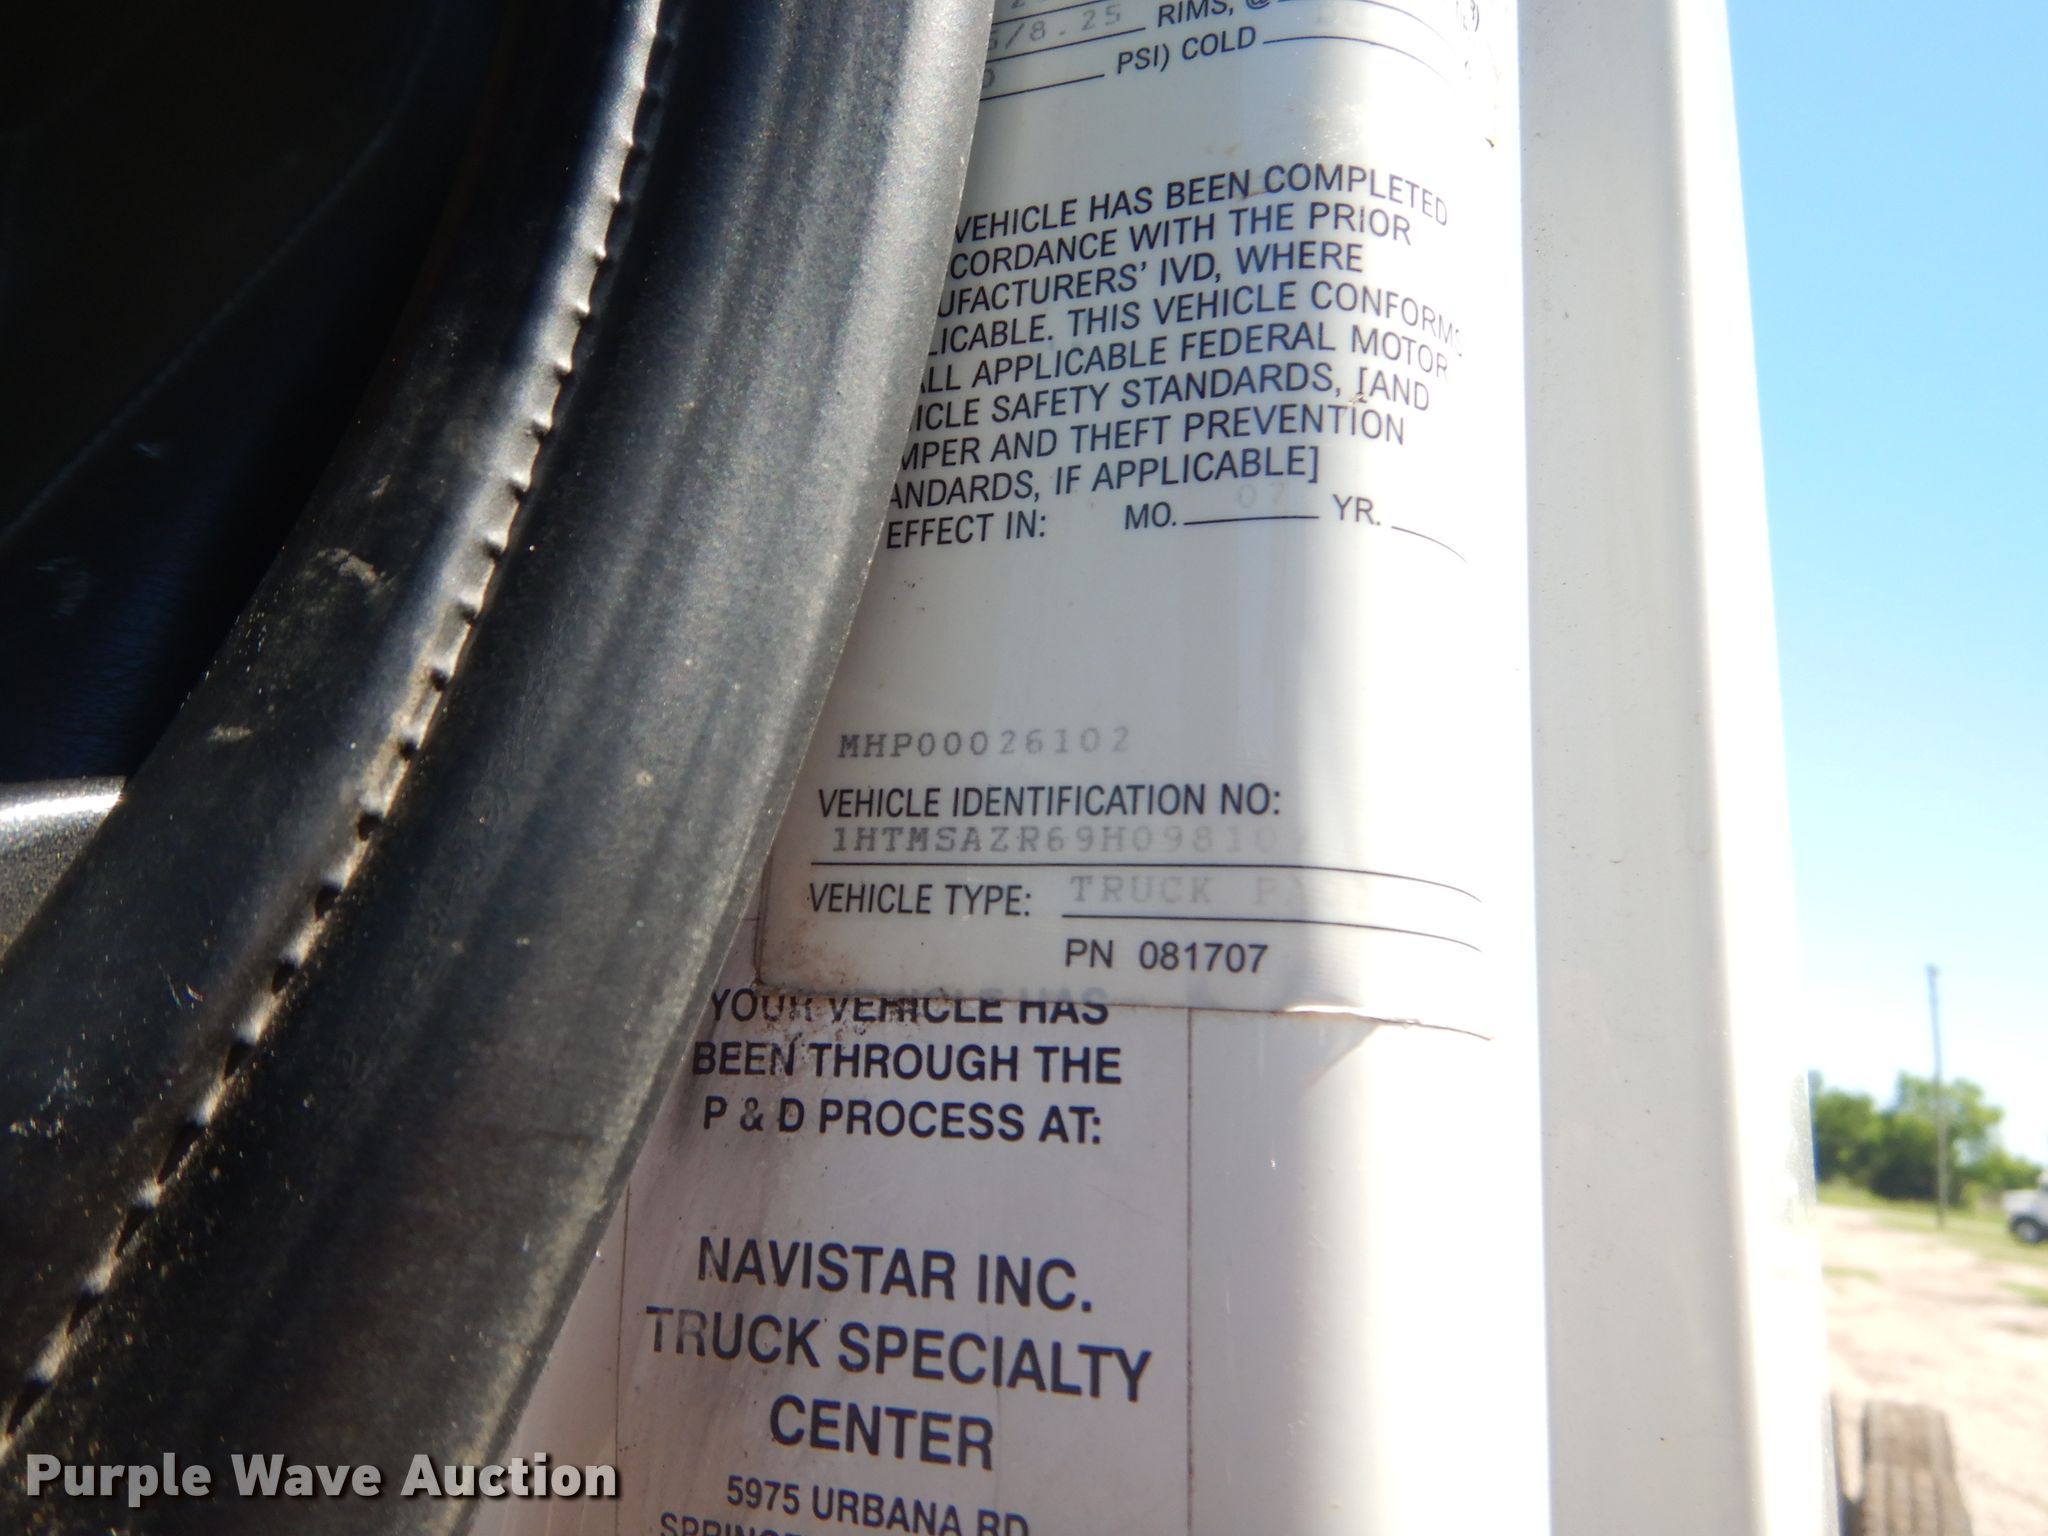 5/8.25 RIMS, @
PSI) COLD
VEHICLE HAS BEEN COMPLETED
CORDANCE WITH THE PRIOR
UFACTURERS' IVD, WHERE
LICABLE. THIS VEHICLE CONFORMS
ALL APPLICABLE FEDERAL MOTOR
ICLE SAFETY STANDARDS, [AND
MPER AND THEFT PREVENTION
ANDARDS, IF APPLICABLE]
EFFECT IN: MO. 07 YR.
MHP00026102
VEHICLE IDENTIFICATION NO:
1HTMSAZR69H09810
VEHICLE TYPE: TRUCK
PN 081707
YOUR VEHICLE HAS
BEEN THROUGH THE
P & D PROCESS AT:
NAVISTAR INC.
TRUCK SPECIALTY
CENTER
5975 URBANA RD
Purple Wave Auction